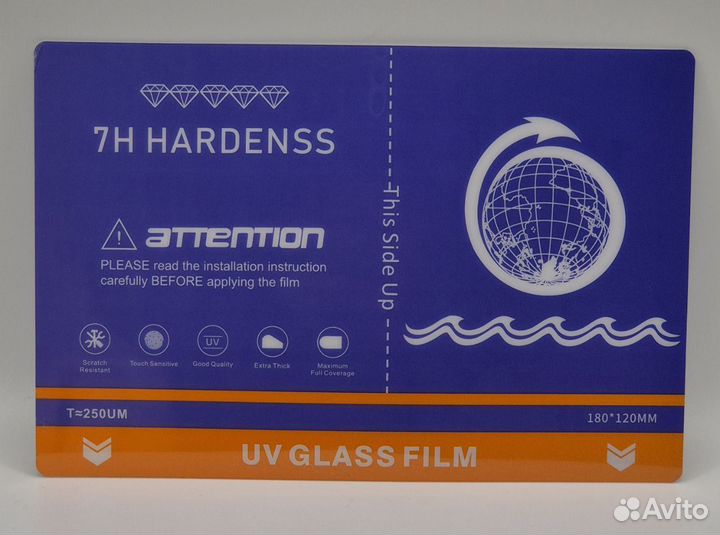 7H HARDENSS
ATTENTION
PLEASE read the installation instruction
carefully BEFORE applying the film
UV
Scratch
Resistant
Touch Sensitive
Good Quality
Extra Thick
Maximum
Full Coverage
This Side Up
T≈250UM
180*120MM
UV GLASS FILM
Avito